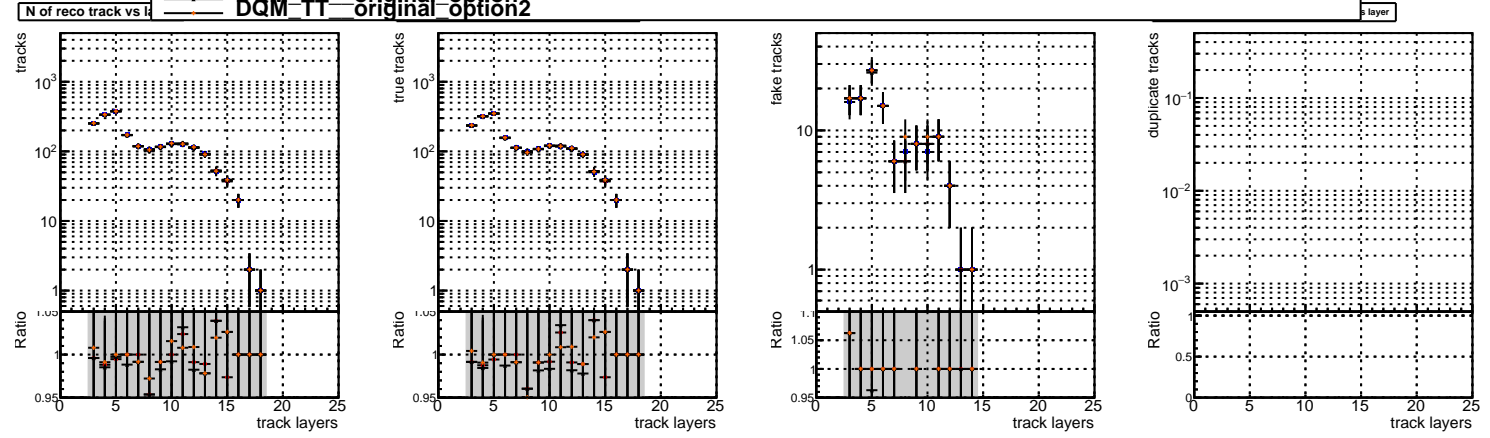 N of reco track vs la
DQM_TT__original_option2
s layer
tracks
10³
10²
10
1
true tracks
10³
10²
10
1
fake tracks
10
1
duplicate tracks
10⁻¹
10⁻²
10⁻³
Ratio
1.05
1
0.95
0 5 10 15 20 25
track layers
Ratio
1.05
1
0.95
0 5 10 15 20 25
track layers
Ratio
1.1
1.05
1
0.95
0 5 10 15 20 25
track layers
Ratio
1
0.5
0
0 5 10 15 20 25
track layers